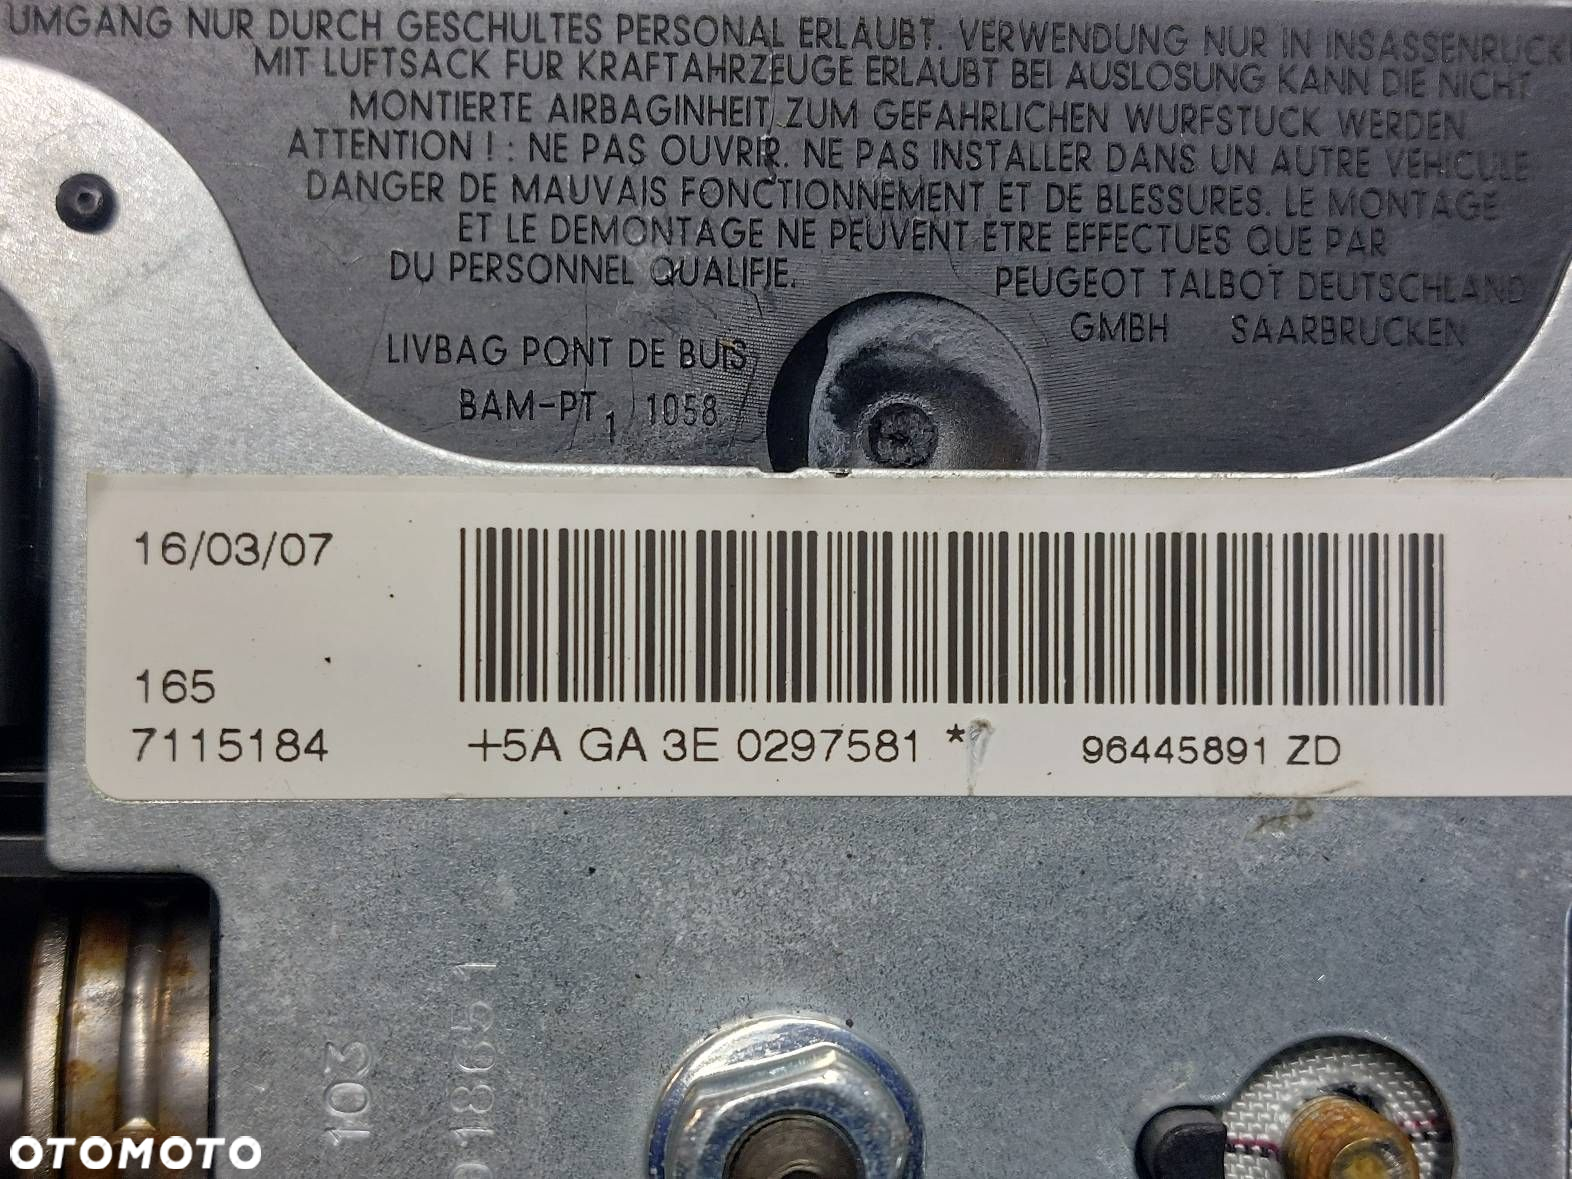 UMGANG NUR DURCH GESCHULTES PERSONAL ERLAUBT. VERWENDUNG NUR IN INSASSENRUCK
MIT LUFTSACK FUR KRAFTAHRZEUGE ERLAUBT BEI AUSLOSUNG KANN DIE NICHT
MONTIERTE AIRBAGINHEIT ZUM GEFAHRLICHEN WURFSTUCK WERDEN
ATTENTION ! : NE PAS OUVRIR. NE PAS INSTALLER DANS UN AUTRE VEHICULE
DANGER DE MAUVAIS FONCTIONNEMENT ET DE BLESSURES. LE MONTAGE
ET LE DEMONTAGE NE PEUVENT ETRE EFFECTUES QUE PAR
DU PERSONNEL QUALIFIE.
PEUGEOT TALBOT DEUTSCHLAND
GMBH SAARBRUCKEN
LIVBAG PONT DE BUIS
BAM-PT 1 1058
16/03/07
165
7115184
+5A GA 3E 0297581 *
96445891 ZD
103
18651
OTOMOTO